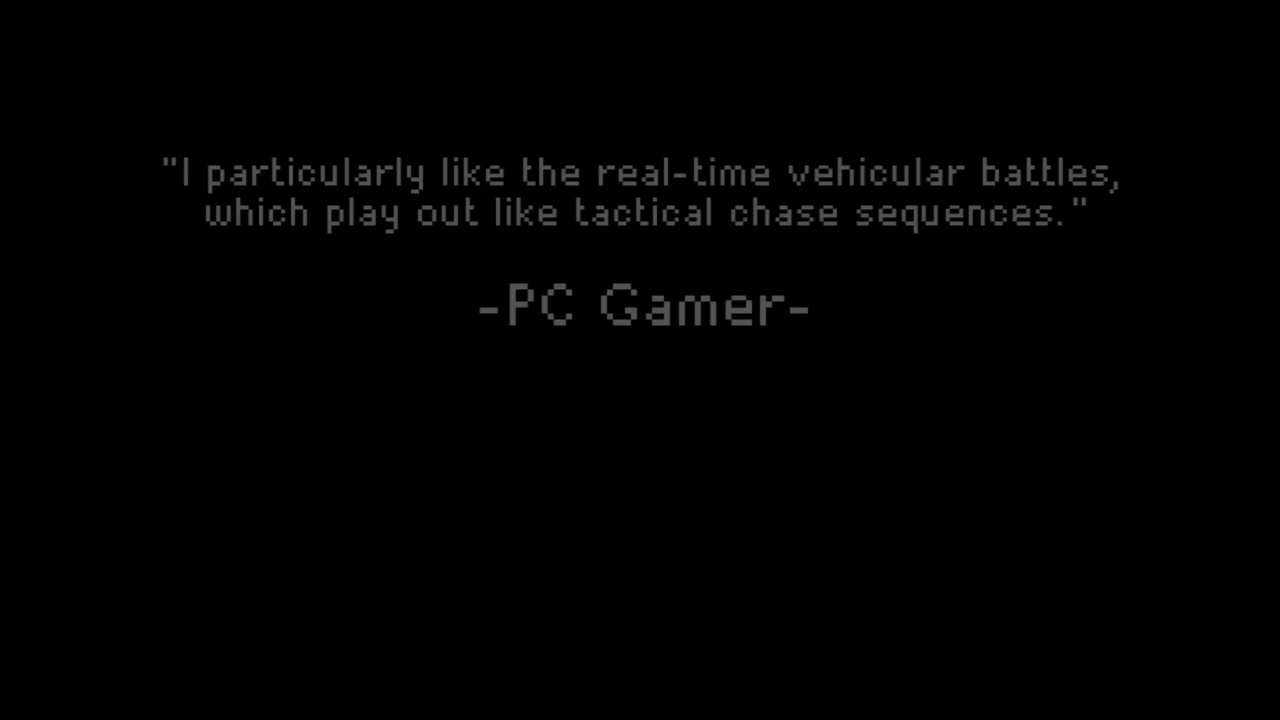 "I particularly like the real-time vehicular battles,
which play out like tactical chase sequences."
-PC Gamer-